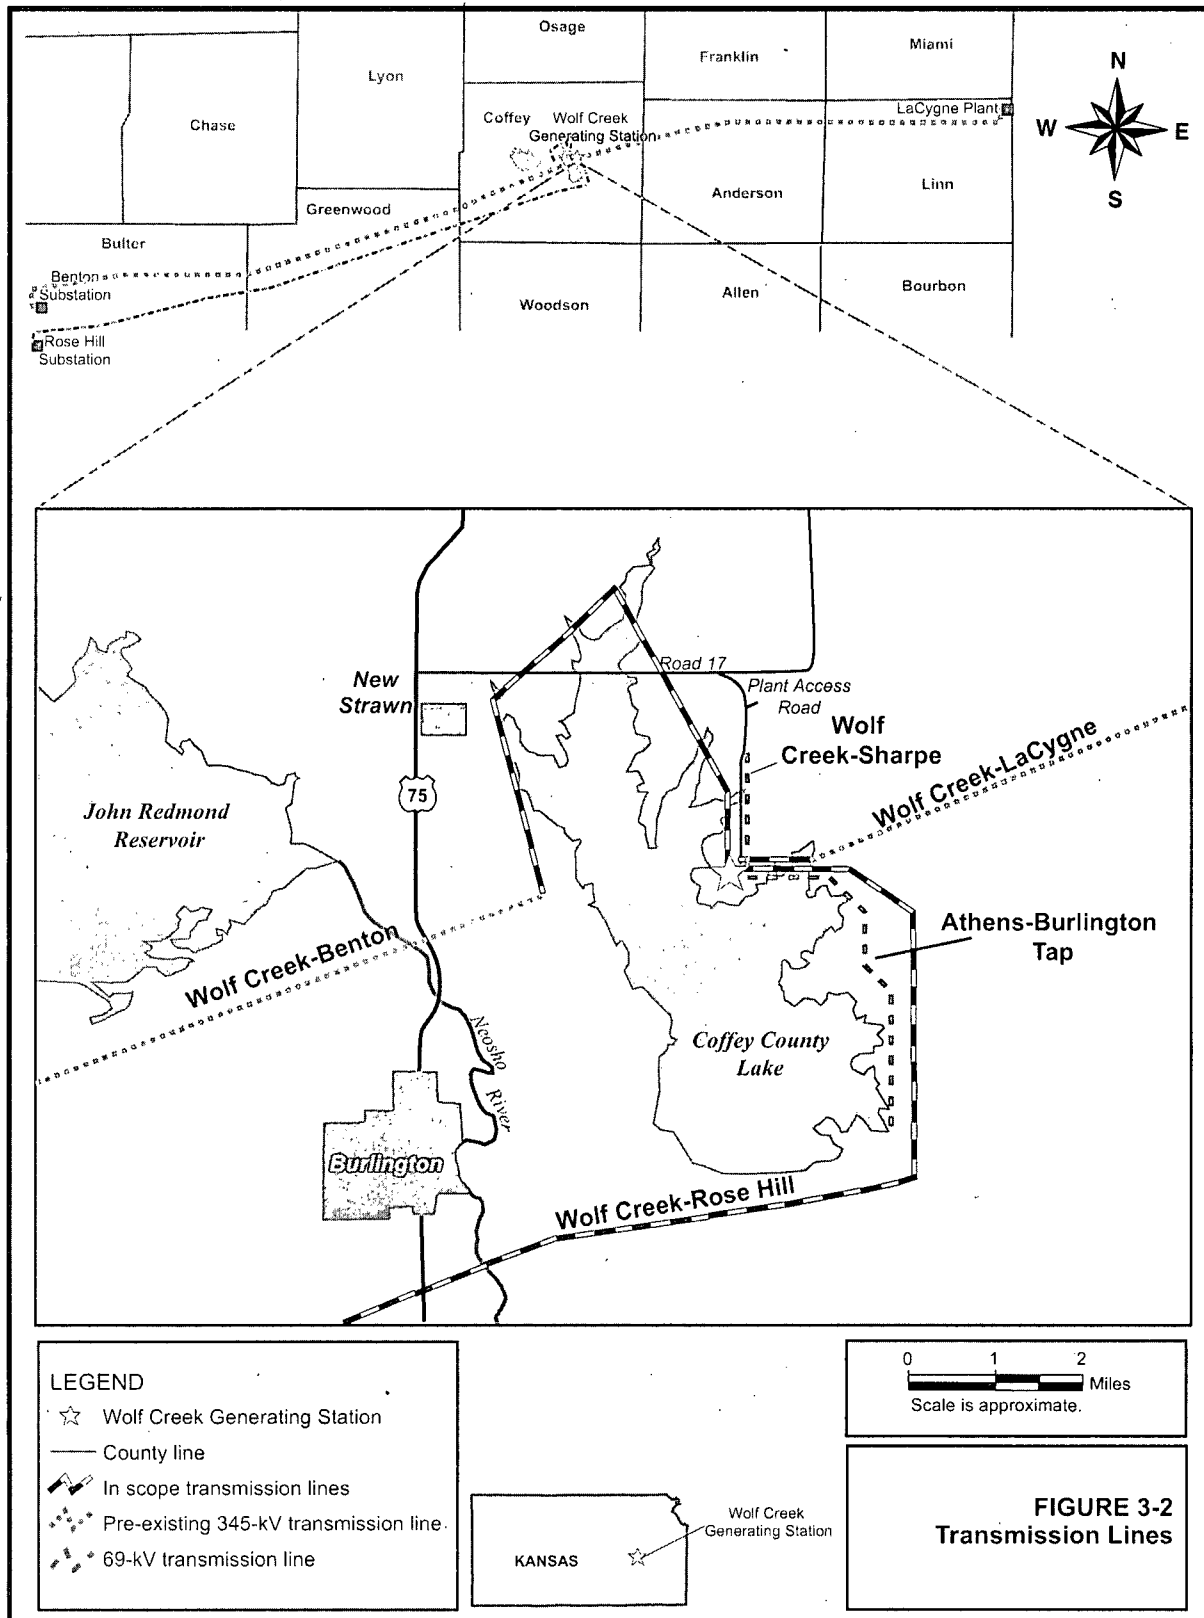 Osage
Franklin
Miami
Lyon
N
LaCygne Plant
Chase
Coffey
Wolf Creek
Generating Station
W
E
S
Anderson
Linn
Greenwood
Bulter
Benton
Substation
Woodson
Allen
Bourbon
Rose Hill
Substation
Road 17
New
Strawn
Plant Access
Road
Wolf
Creek-Sharpe
Wolf Creek-LaCygne
75
John Redmond
Reservoir
Athens-Burlington
Tap
Wolf Creek-Benton
Neosho
River
Coffey County
Lake
Burlington
Wolf Creek-Rose Hill
LEGEND
Wolf Creek Generating Station
County line
In scope transmission lines
Pre-existing 345-kV transmission line
69-kV transmission line
0 1 2
Miles
Scale is approximate.
KANSAS
Wolf Creek
Generating Station
FIGURE 3-2
Transmission Lines